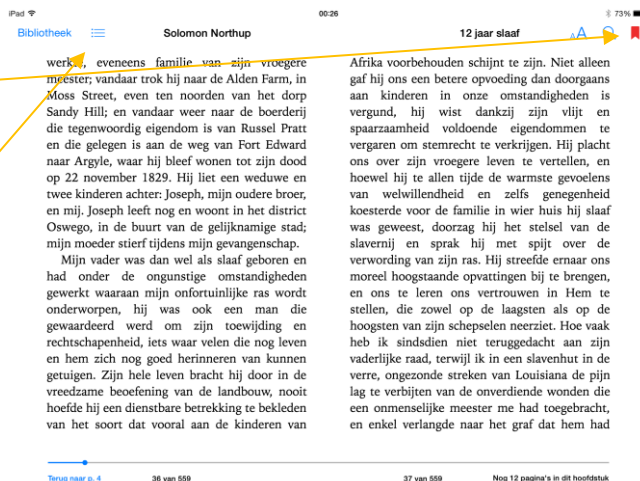 iPad 00:26 73%
Bibliotheek Solomon Northup 12 jaar slaaf AA
werkte, eveneens familie van zijn vroegere
meester; vandaar trok hij naar de Alden Farm, in
Moss Street, even ten noorden van het dorp
Sandy Hill; en vandaar weer naar de boerderij
die tegenwoordig eigendom is van Russel Pratt
en die gelegen is aan de weg van Fort Edward
naar Argyle, waar hij bleef wonen tot zijn dood
op 22 november 1829. Hij liet een weduwe en
twee kinderen achter: Joseph, mijn oudere broer,
en mij. Joseph leeft nog en woont in het district
Oswego, in de buurt van de gelijknamige stad;
mijn moeder stierf tijdens mijn gevangenschap.
Mijn vader was dan wel als slaaf geboren en
had onder de ongunstige omstandigheden
gewerkt waaraan mijn onfortuinlijke ras wordt
onderworpen, hij was ook een man die
gewaardeerd werd om zijn toewijding en
rechtschapenheid, iets waar velen die nog leven
en hem zich nog goed herinneren van kunnen
getuigen. Zijn hele leven bracht hij door in de
vreedzame beoefening van de landbouw, nooit
hoefde hij een dienstbare betrekking te bekleden
van het soort dat vooral aan de kinderen van
Afrika voorbehouden schijnt te zijn. Niet alleen
gaf hij ons een betere opvoeding dan doorgaans
aan kinderen in onze omstandigheden is
vergund, hij wist dankzij zijn vlijt en
spaarzaamheid voldoende eigendommen te
vergaren om stemrecht te verkrijgen. Hij placht
ons over zijn vroegere leven te vertellen, en
hoewel hij te allen tijde de warmste gevoelens
van welwillendheid en zelfs genegenheid
koesterde voor de familie in wier huis hij slaaf
was geweest, doorzag hij het stelsel van de
slavernij en sprak hij met spijt over de
verwording van zijn ras. Hij streefde ernaar ons
moreel hoogstaande opvattingen bij te brengen,
en ons te leren ons vertrouwen in Hem te
stellen, die zowel op de laagsten als op de
hoogsten van zijn schepselen neerziet. Hoe vaak
heb ik sindsdien niet teruggedacht aan zijn
vaderlijke raad, terwijl ik in een slavenhut in de
verre, ongezonde streken van Louisiana de pijn
lag te verbijten van de onverdiende wonden die
een onmenselijke meester me had toegebracht,
en enkel verlangde naar het graf dat hem had
Terug naar p. 4 36 van 559 37 van 559 Nog 12 pagina's in dit hoofdstuk